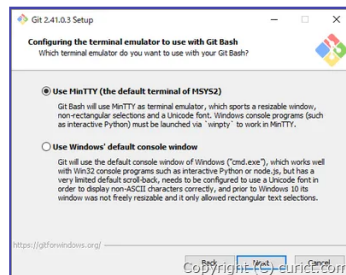 Git 2.41.0.3 Setup
Configuring the terminal emulator to use with Git Bash
Which terminal emulator do you want to use with your Git Bash?
Use MinTTY (the default terminal of MSYS2)
Git Bash will use MinTTY as terminal emulator, which sports a resizable window,
non-rectangular selections and a Unicode font. Windows console programs (such
as interactive Python) must be launched via `winpty` to work in MinTTY.
Use Windows' default console window
Git will use the default console window of Windows ("cmd.exe"), which works well
with Win32 console programs such as interactive Python or node.js, but has a
very limited default scroll-back, needs to be configured to use a Unicode font in
order to display non-ASCII characters correctly, and prior to Windows 10 its
window was not freely resizable and it only allowed rectangular text selections.
https://gitforwindows.org/
Back Next Cancel
Copyright (C) curict.com